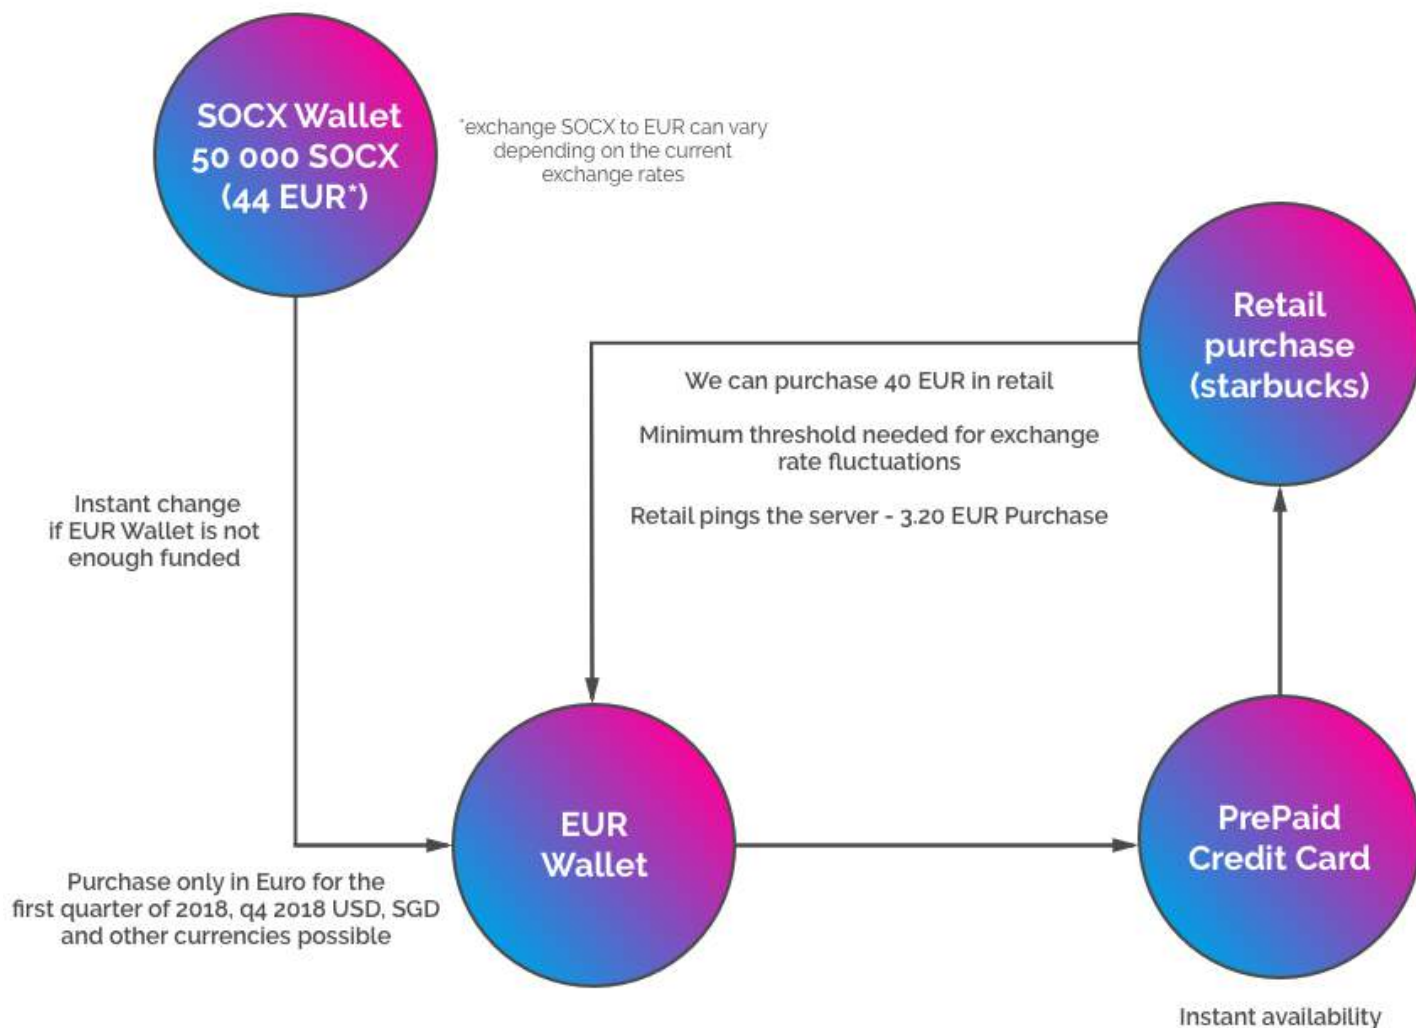 SOCX Wallet
50 000 SOCX
(44 EUR*)
*exchange SOCX to EUR can vary
depending on the current
exchange rates
Retail
purchase
(starbucks)
We can purchase 40 EUR in retail
Minimum threshold needed for exchange
rate fluctuations
Retail pings the server - 3.20 EUR Purchase
Instant change
if EUR Wallet is not
enough funded
EUR
Wallet
PrePaid
Credit Card
Purchase only in Euro for the
first quarter of 2018, q4 2018 USD, SGD
and other currencies possible
Instant availability